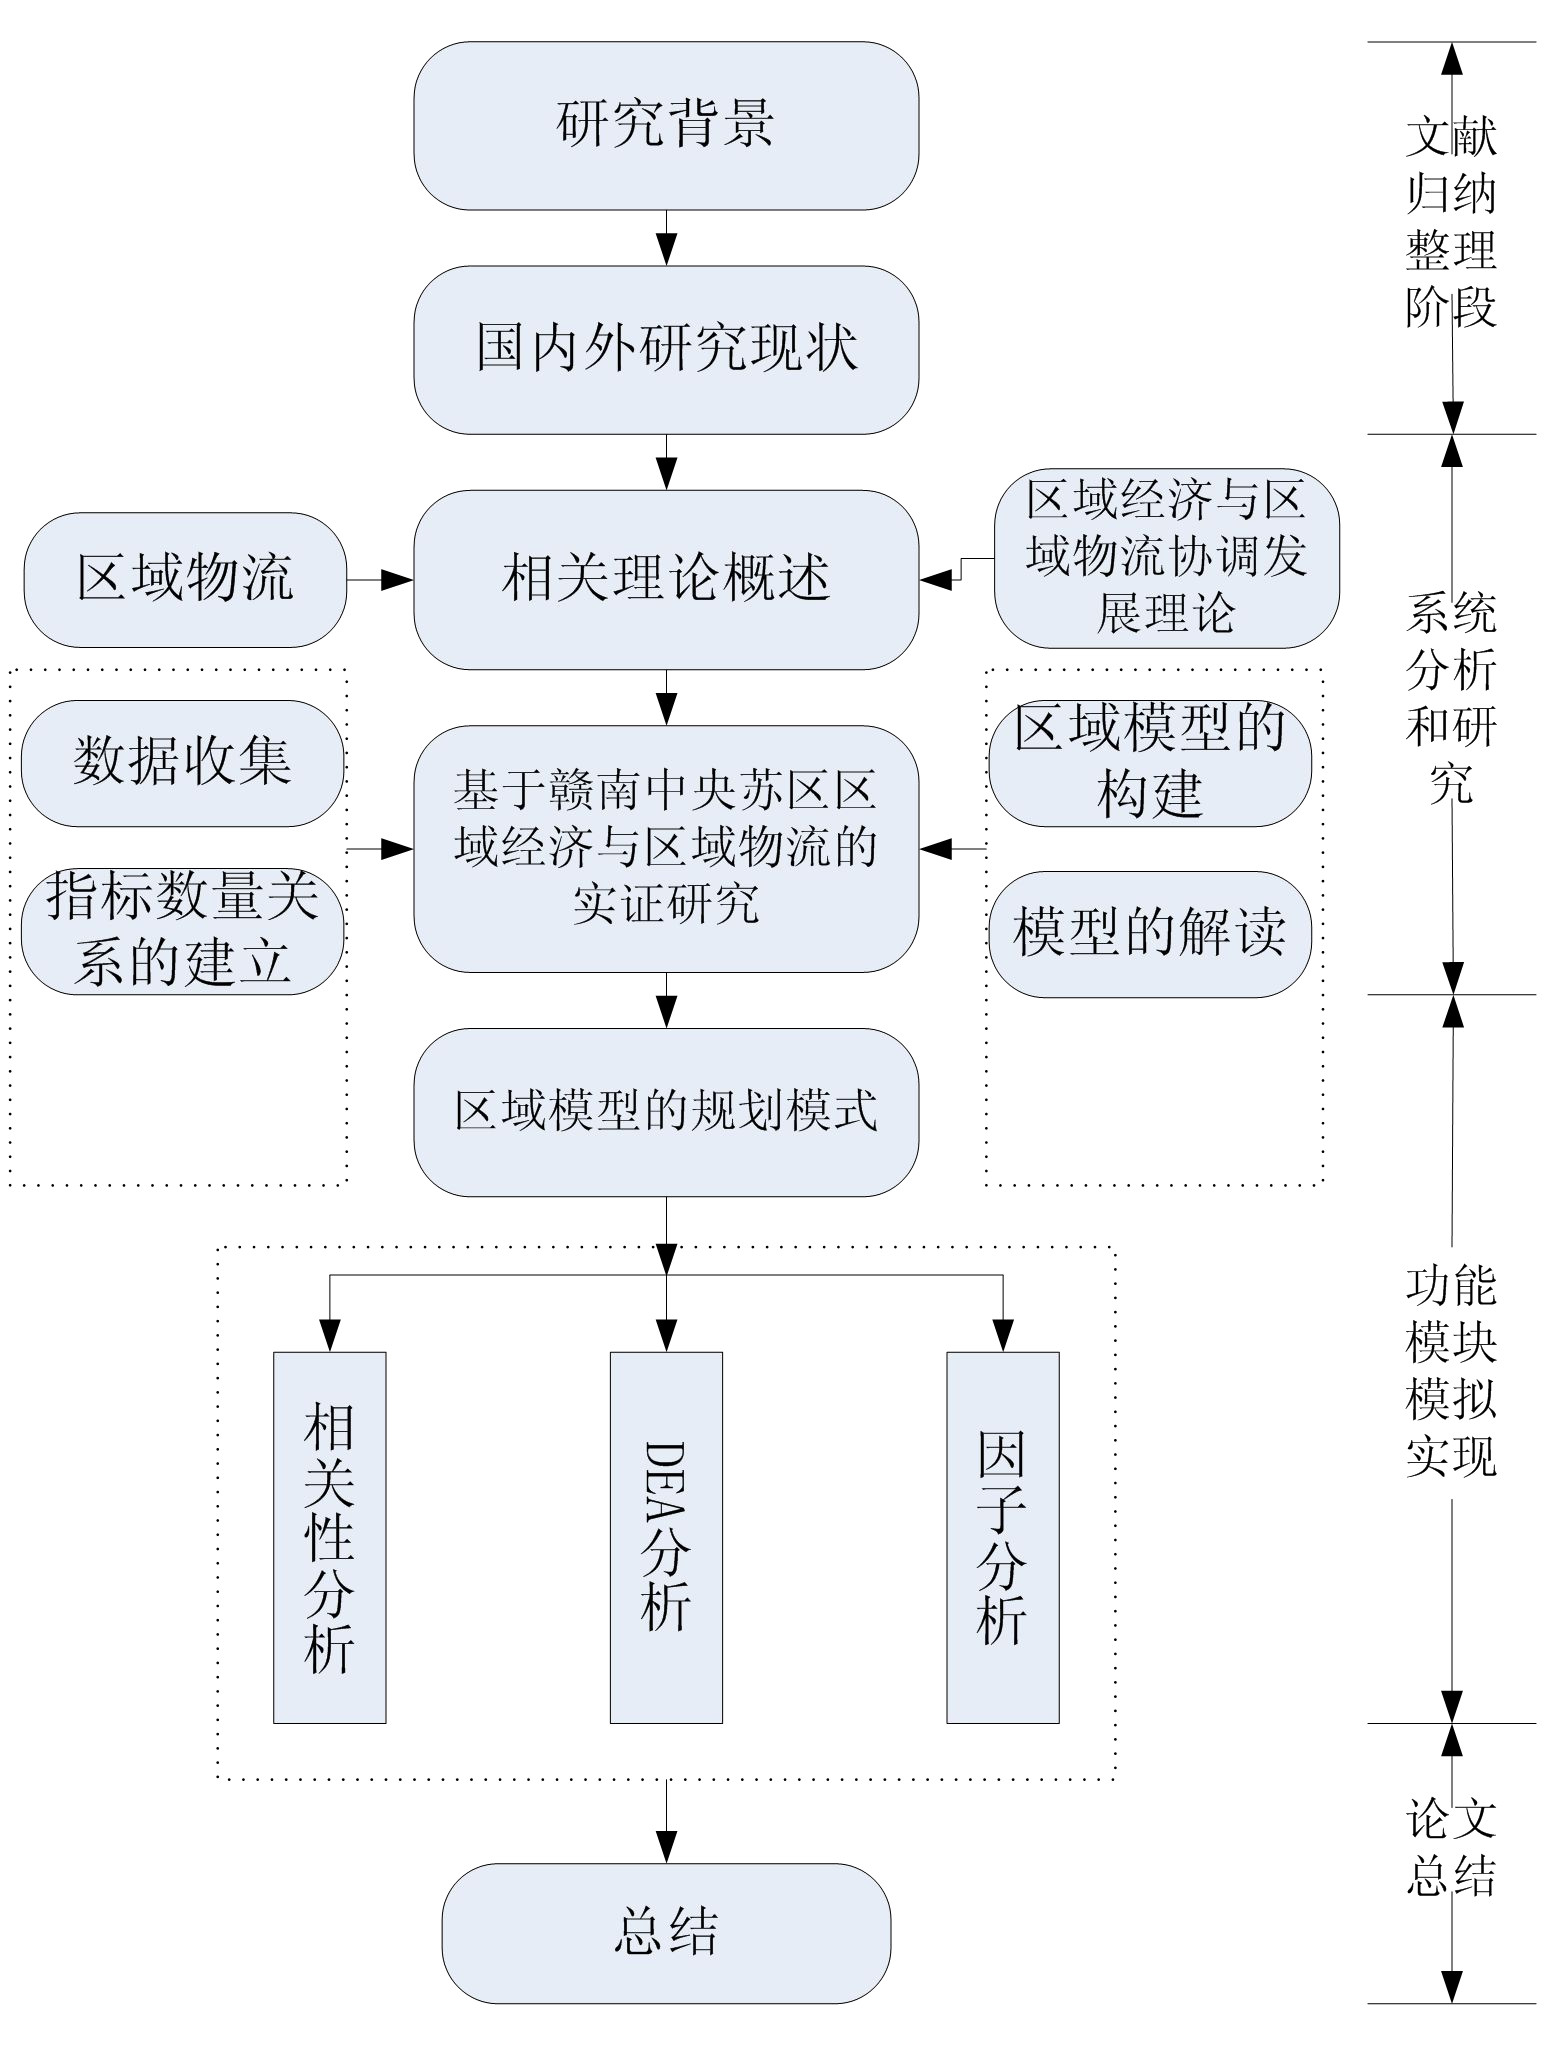 研究背景
国内外研究现状
区域物流
相关理论概述
区域经济与区
域物流协调发
展理论
数据收集
指标数量关
系的建立
基于赣南中央苏区区
域经济与区域物流的
实证研究
区域模型的
构建
模型的解读
区域模型的规划模式
相关性分析
DEA分析
因子分析
总结
文献
归纳
整理
阶段
系统
分析
和研
究
功能
模块
模拟
实现
论文
总结